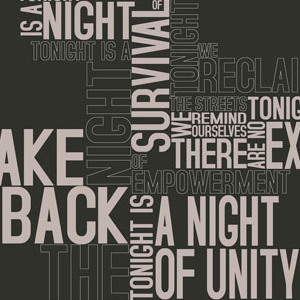 IS A
NIGHT
OF
SURVIVAL
TONIGHT IS A
NIGHT
TONIGHT
WE
RECLAI
THE STREETS
TONIG
WE
REMIND
OURSELVES
THERE
ARE NO
EX
AKE
BACK
THE
OF
EMPOWERMENT
TONIGHT IS
A NIGHT
OF UNITY